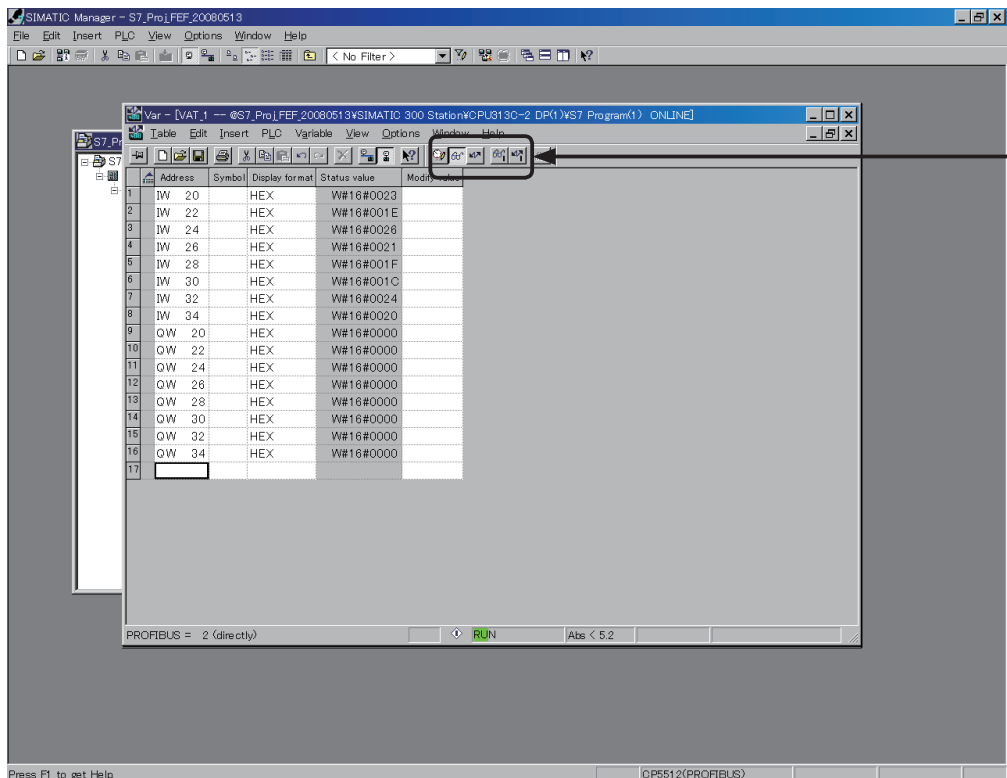 SIMATIC Manager - S7_Proj_FEF_20080513
File Edit Insert PLC View Options Window Help
< No Filter >
Var - [VAT_1 -- @S7_Proj_FEF_20080513¥SIMATIC 300 Station¥CPU313C-2 DP(1)¥S7 Program(1) ONLINE]
Table Edit Insert PLC Variable View Options Window Help
S7_Pr
S7
Address Symbol Display format Status value Modify value
1 IW 20 HEX W#16#0023
2 IW 22 HEX W#16#001E
3 IW 24 HEX W#16#0026
4 IW 26 HEX W#16#0021
5 IW 28 HEX W#16#001F
6 IW 30 HEX W#16#001C
7 IW 32 HEX W#16#0024
8 IW 34 HEX W#16#0020
9 QW 20 HEX W#16#0000
10 QW 22 HEX W#16#0000
11 QW 24 HEX W#16#0000
12 QW 26 HEX W#16#0000
13 QW 28 HEX W#16#0000
14 QW 30 HEX W#16#0000
15 QW 32 HEX W#16#0000
16 QW 34 HEX W#16#0000
17
PROFIBUS = 2 (directly) RUN Abs < 5.2
Press F1 to get Help. CP5512(PROFIBUS)